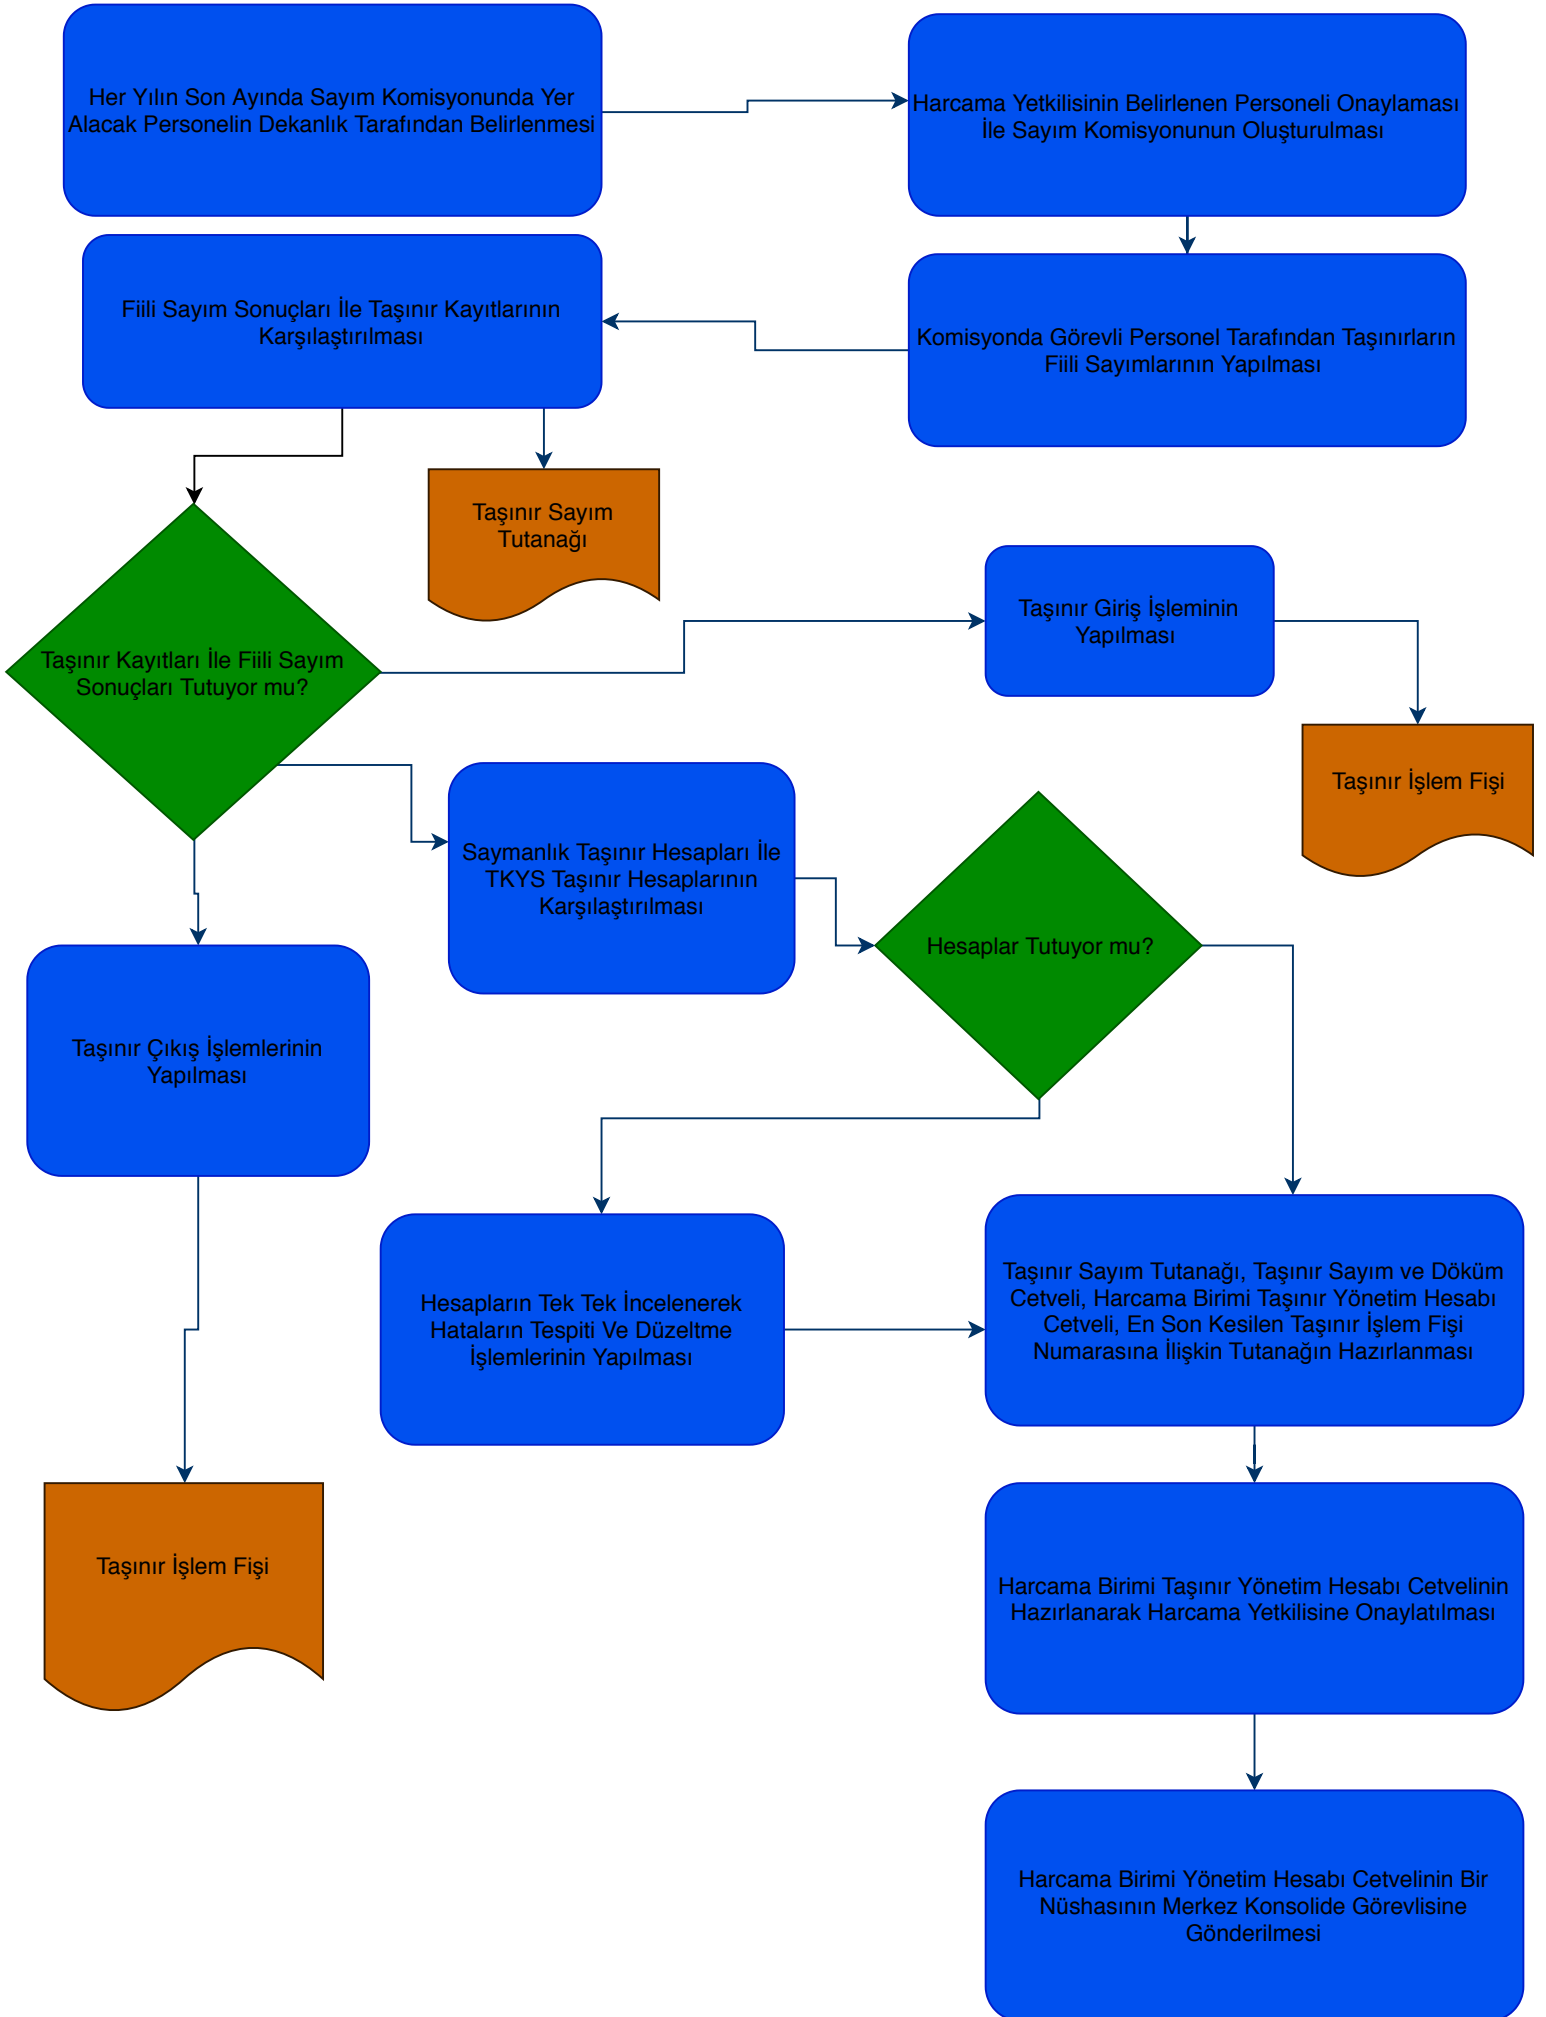 Her Yılın Son Ayında Sayım Komisyonunda Yer
Alacak Personelin Dekanlık Tarafından Belirlenmesi
Harcama Yetkilisinin Belirlenen Personeli Onaylaması
İle Sayım Komisyonunun Oluşturulması
Fiili Sayım Sonuçları İle Taşınır Kayıtlarının
Karşılaştırılması
Komisyonda Görevli Personel Tarafından Taşınırların
Fiili Sayımlarının Yapılması
Taşınır Sayım
Tutanağı
Taşınır Giriş İşleminin
Yapılması
Taşınır Kayıtları İle Fiili Sayım
Sonuçları Tutuyor mu?
Taşınır İşlem Fişi
Saymanlık Taşınır Hesapları İle
TKYS Taşınır Hesaplarının
Karşılaştırılması
Hesaplar Tutuyor mu?
Taşınır Çıkış İşlemlerinin
Yapılması
Hesapların Tek Tek İncelenerek
Hataların Tespiti Ve Düzeltme
İşlemlerinin Yapılması
Taşınır Sayım Tutanağı, Taşınır Sayım ve Döküm
Cetveli, Harcama Birimi Taşınır Yönetim Hesabı
Cetveli, En Son Kesilen Taşınır İşlem Fişi
Numarasına İlişkin Tutanağın Hazırlanması
Taşınır İşlem Fişi
Harcama Birimi Taşınır Yönetim Hesabı Cetvelinin
Hazırlanarak Harcama Yetkilisine Onaylatılması
Harcama Birimi Yönetim Hesabı Cetvelinin Bir
Nüshasının Merkez Konsolide Görevlisine
Gönderilmesi